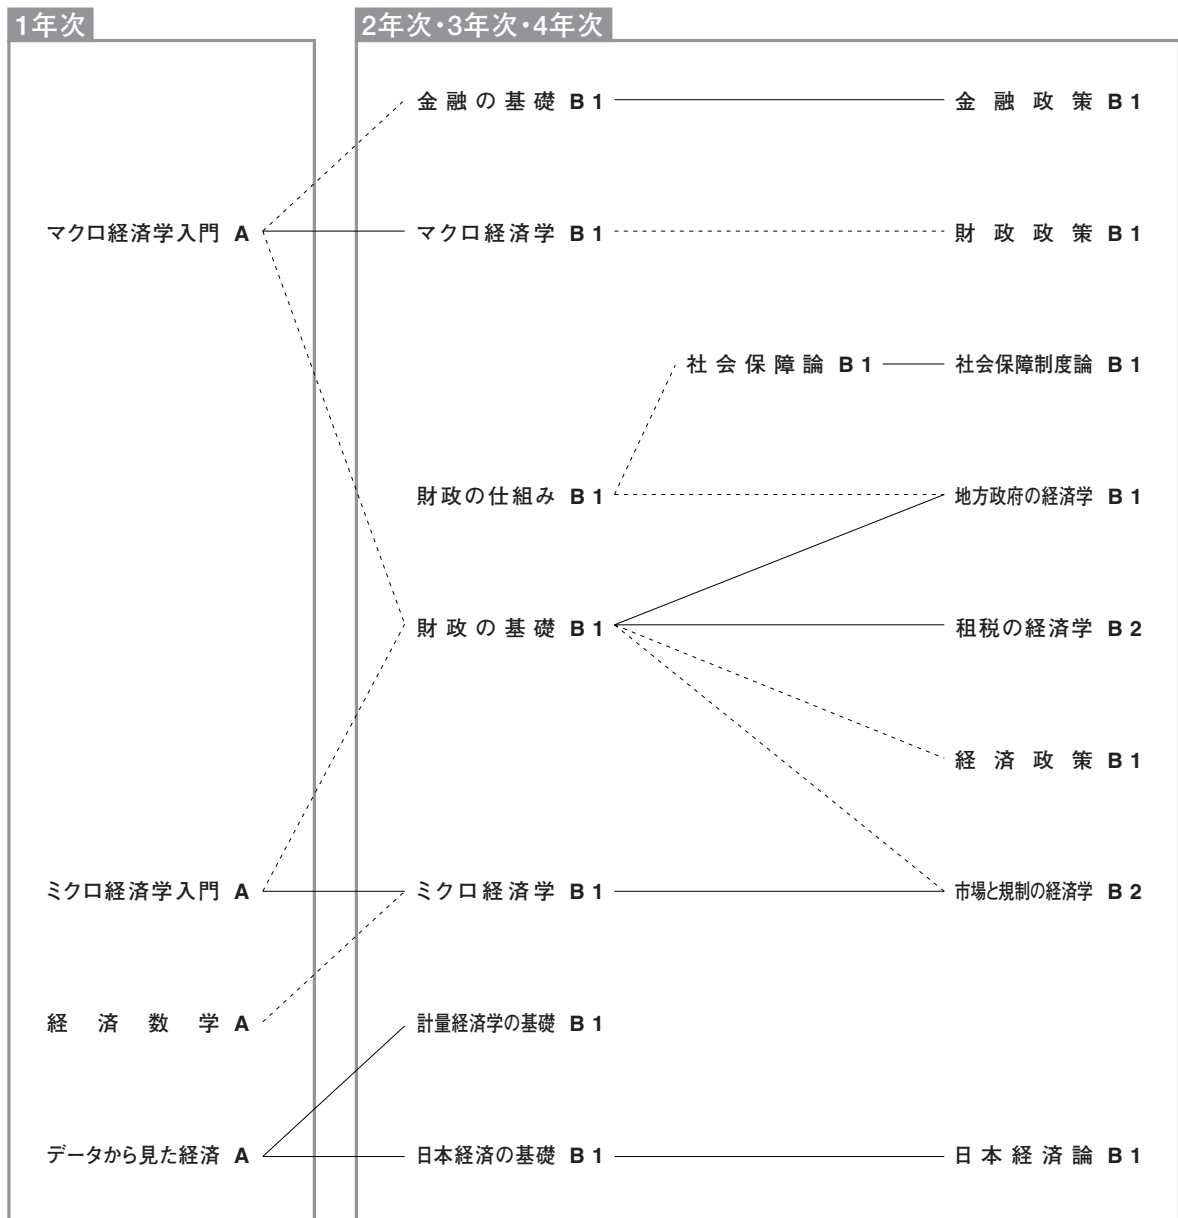 1年次
2年次・3年次・4年次
金融の基礎 B 1
金融政策 B 1
マクロ経済学入門 A
マクロ経済学 B 1
財政政策 B 1
社会保障論 B 1
社会保障制度論 B 1
財政の仕組み B 1
地方政府の経済学 B 1
財政の基礎 B 1
租税の経済学 B 2
経済政策 B 1
ミクロ経済学入門 A
ミクロ経済学 B 1
市場と規制の経済学 B 2
経済数学 A
計量経済学の基礎 B 1
データから見た経済 A
日本経済の基礎 B 1
日本経済論 B 1